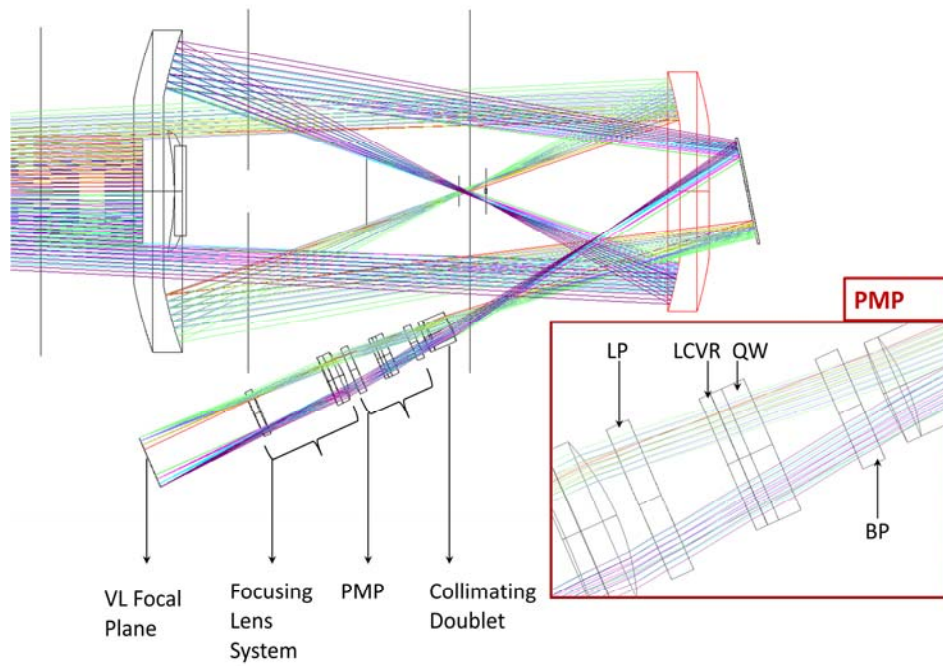 PMP
LP
LCVR
QW
BP
VL Focal
Plane
Focusing
Lens
System
PMP
Collimating
Doublet